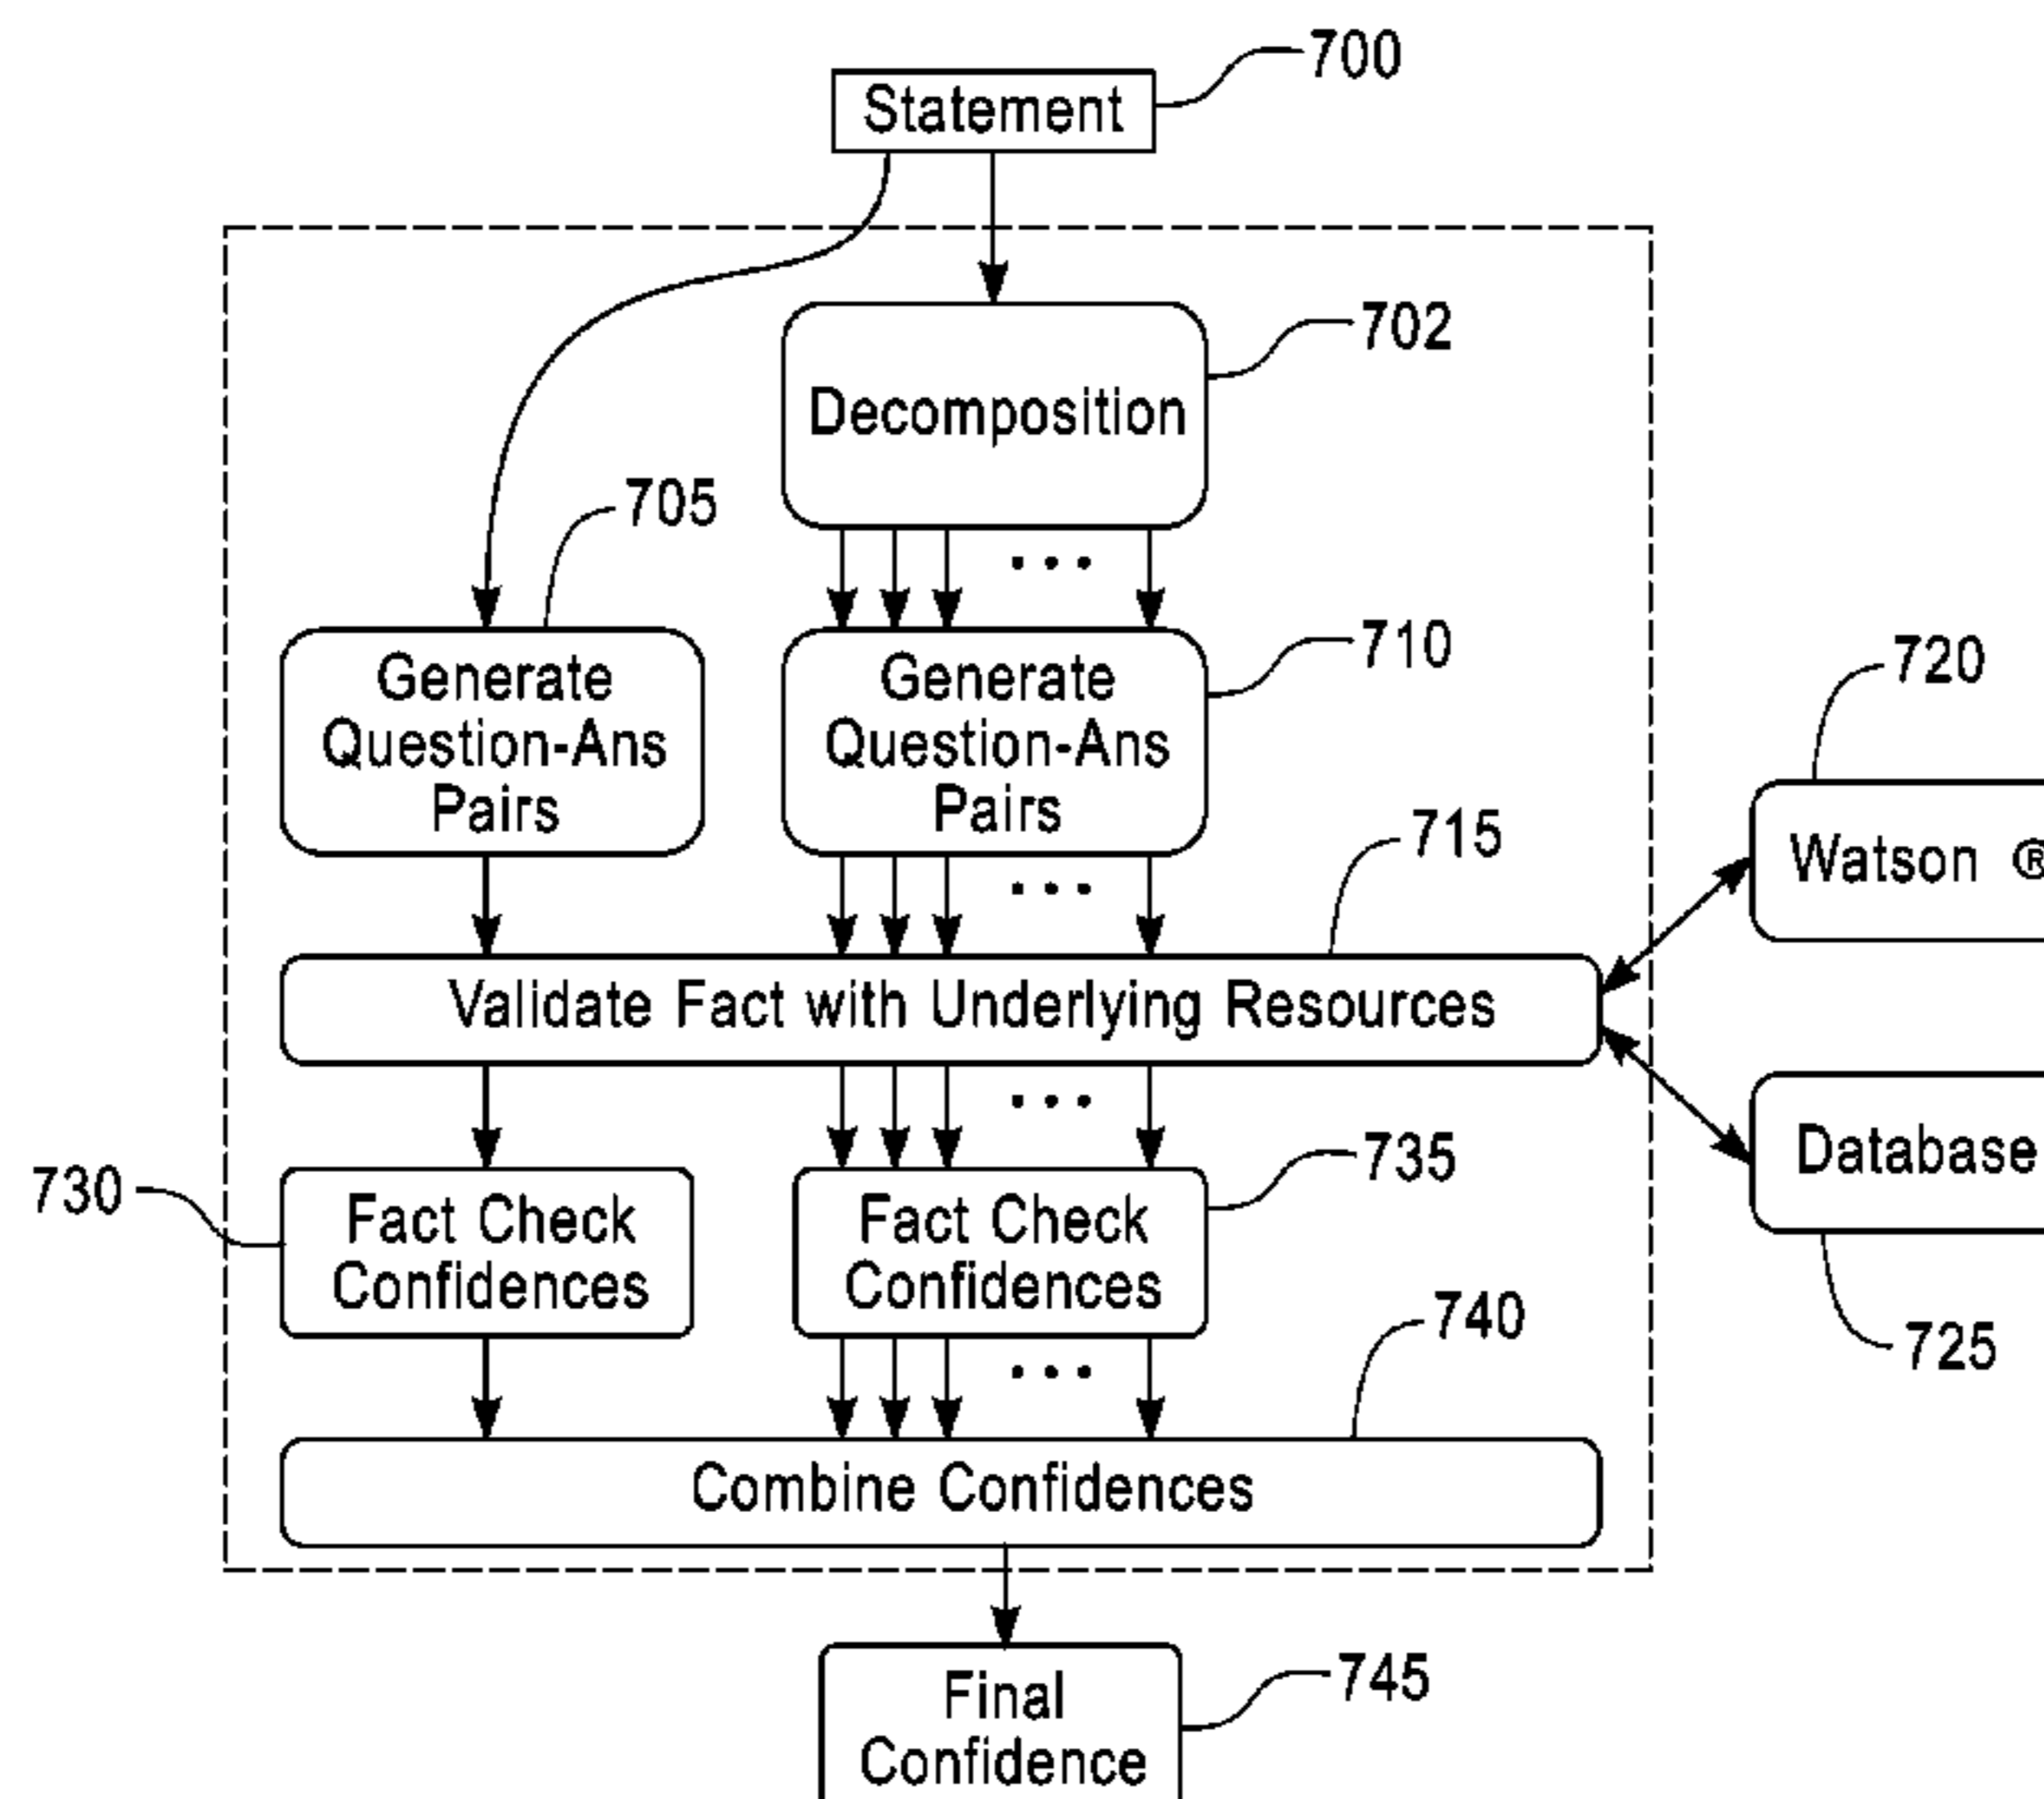 700
Statement
702
Decomposition
705
Generate
Question-Ans
Pairs
710
Generate
Question-Ans
Pairs
715
720
Watson ®
Validate Fact with Underlying Resources
Database
725
730
Fact Check
Confidences
735
Fact Check
Confidences
740
Combine Confidences
745
Final
Confidence